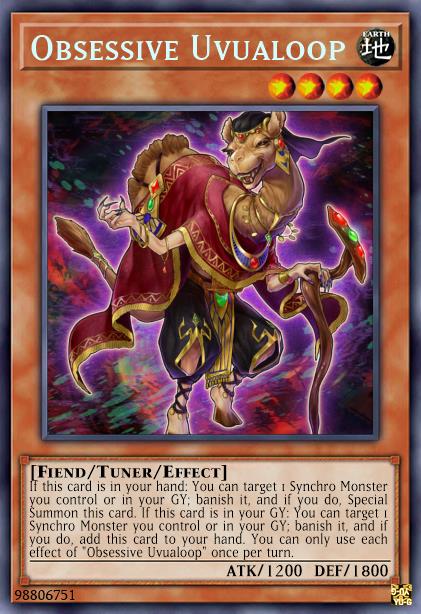 OBSESSIVE UVUALOOP
EARTH
地
[FIEND/TUNER/EFFECT]
If this card is in your hand: You can target 1 Synchro Monster
you control or in your GY; banish it, and if you do, Special
Summon this card. If this card is in your GY: You can target 1
Synchro Monster you control or in your GY; banish it, and if
you do, add this card to your hand. You can only use each
effect of "Obsessive Uvualoop" once per turn.
ATK/1200 DEF/1800
98806751